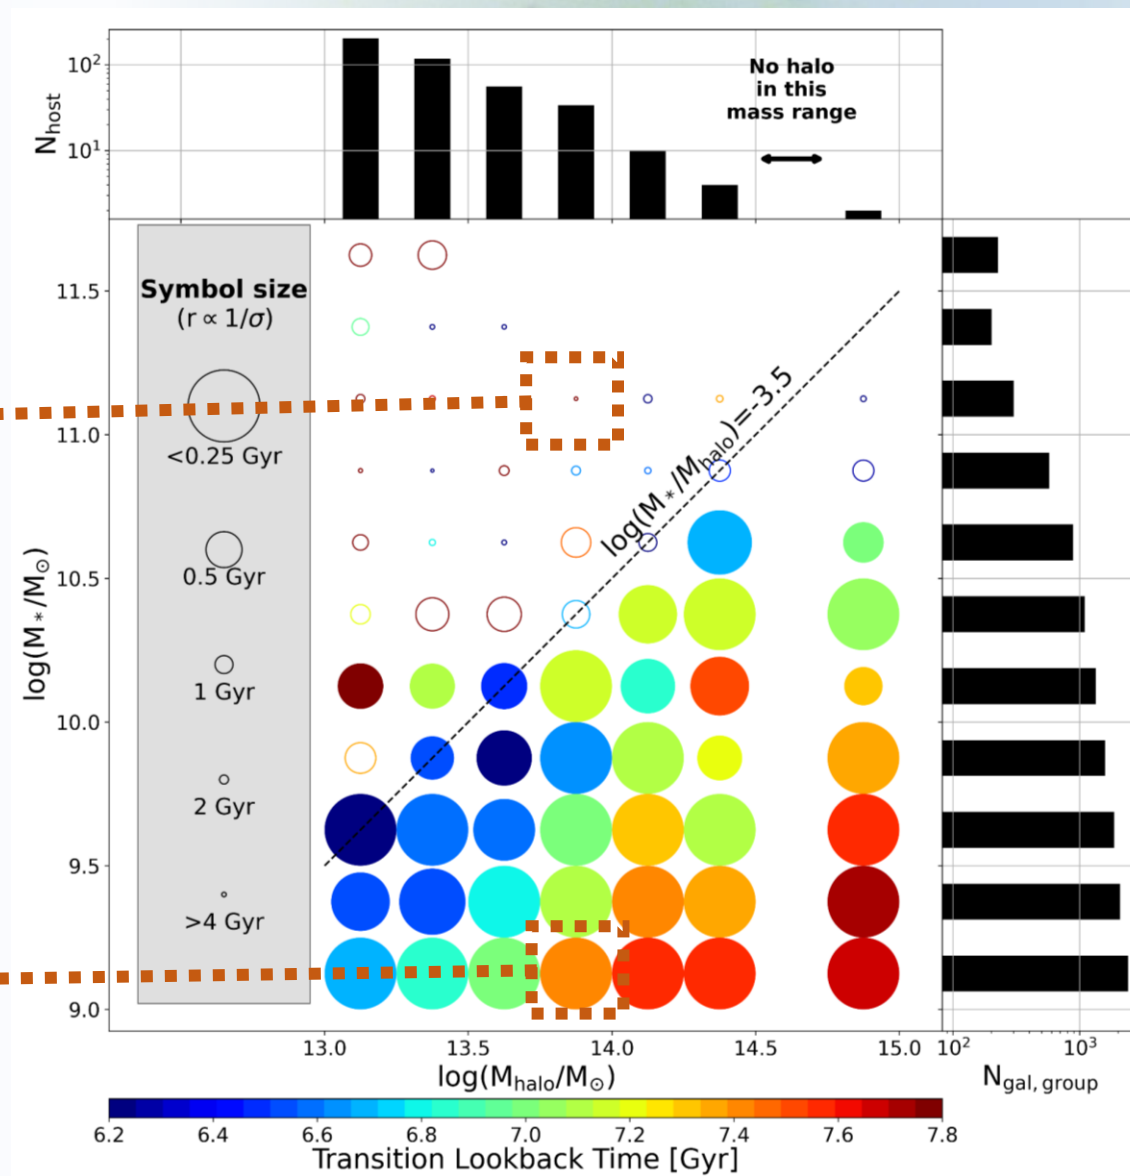 10²
10¹
N_host
No halo
in this
mass range
Symbol size
(r ∝ 1/σ)
<0.25 Gyr
0.5 Gyr
1 Gyr
2 Gyr
>4 Gyr
log(M_*/M_halo)=-3.5
11.5
11.0
10.5
10.0
9.5
9.0
log(M_*/M_⊙)
13.0 13.5 14.0 14.5 15.0
log(M_halo/M_⊙)
10² 10³
N_gal, group
6.2 6.4 6.6 6.8 7.0 7.2 7.4 7.6 7.8
Transition Lookback Time [Gyr]